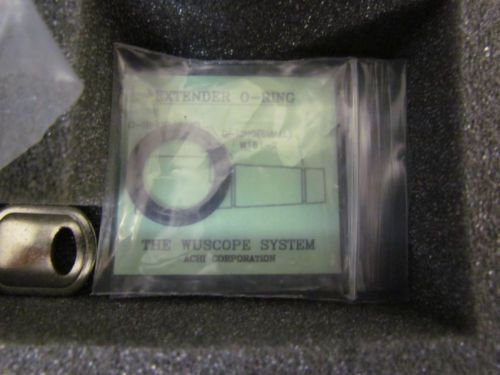 EXTENDER O-RING
THE WUSCOPE SYSTEM
ACHI CORPORATION